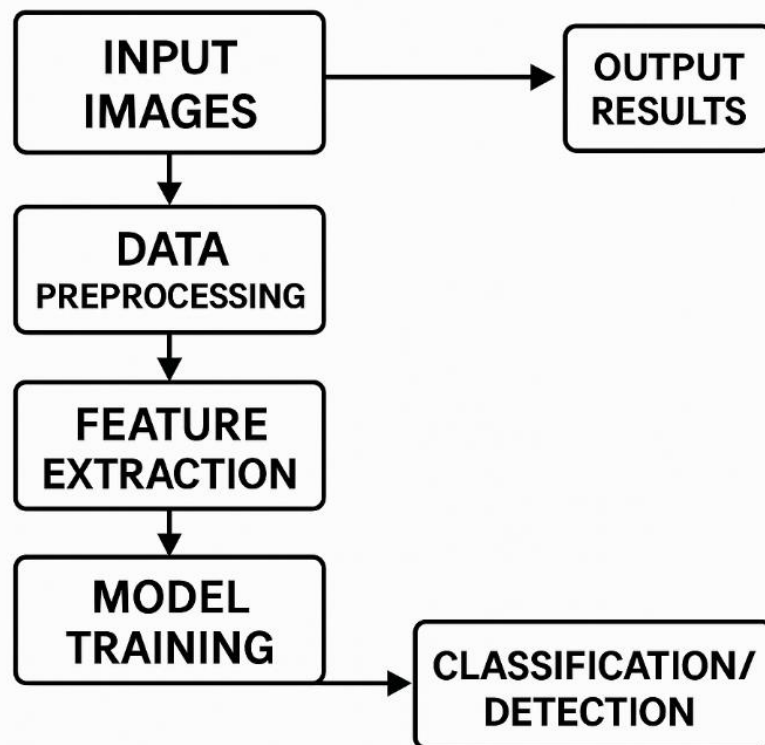 INPUT
IMAGES
OUTPUT
RESULTS
DATA
PREPROCESSING
FEATURE
EXTRACTION
MODEL
TRAINING
CLASSIFICATION/
DETECTION